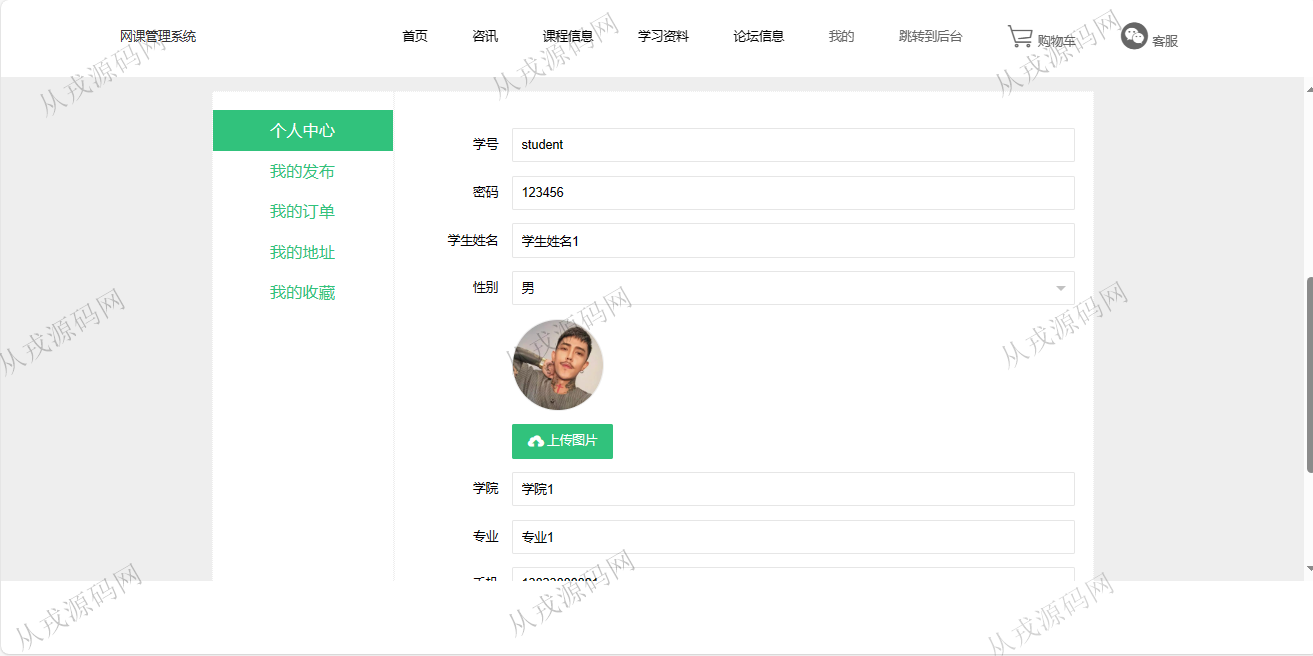 网课管理系统 首页 咨讯 课程信息 学习资料 论坛信息 我的 跳转到后台 购物车 客服
个人中心
我的发布
我的订单
我的地址
我的收藏
学号 student
密码 123456
学生姓名 学生姓名1
性别 男
上传图片
学院 学院1
专业 专业1
从戎源码网
从戎源码网
从戎源码网
从戎源码网
从戎源码网
从戎源码网
从戎源码网
从戎源码网
从戎源码网